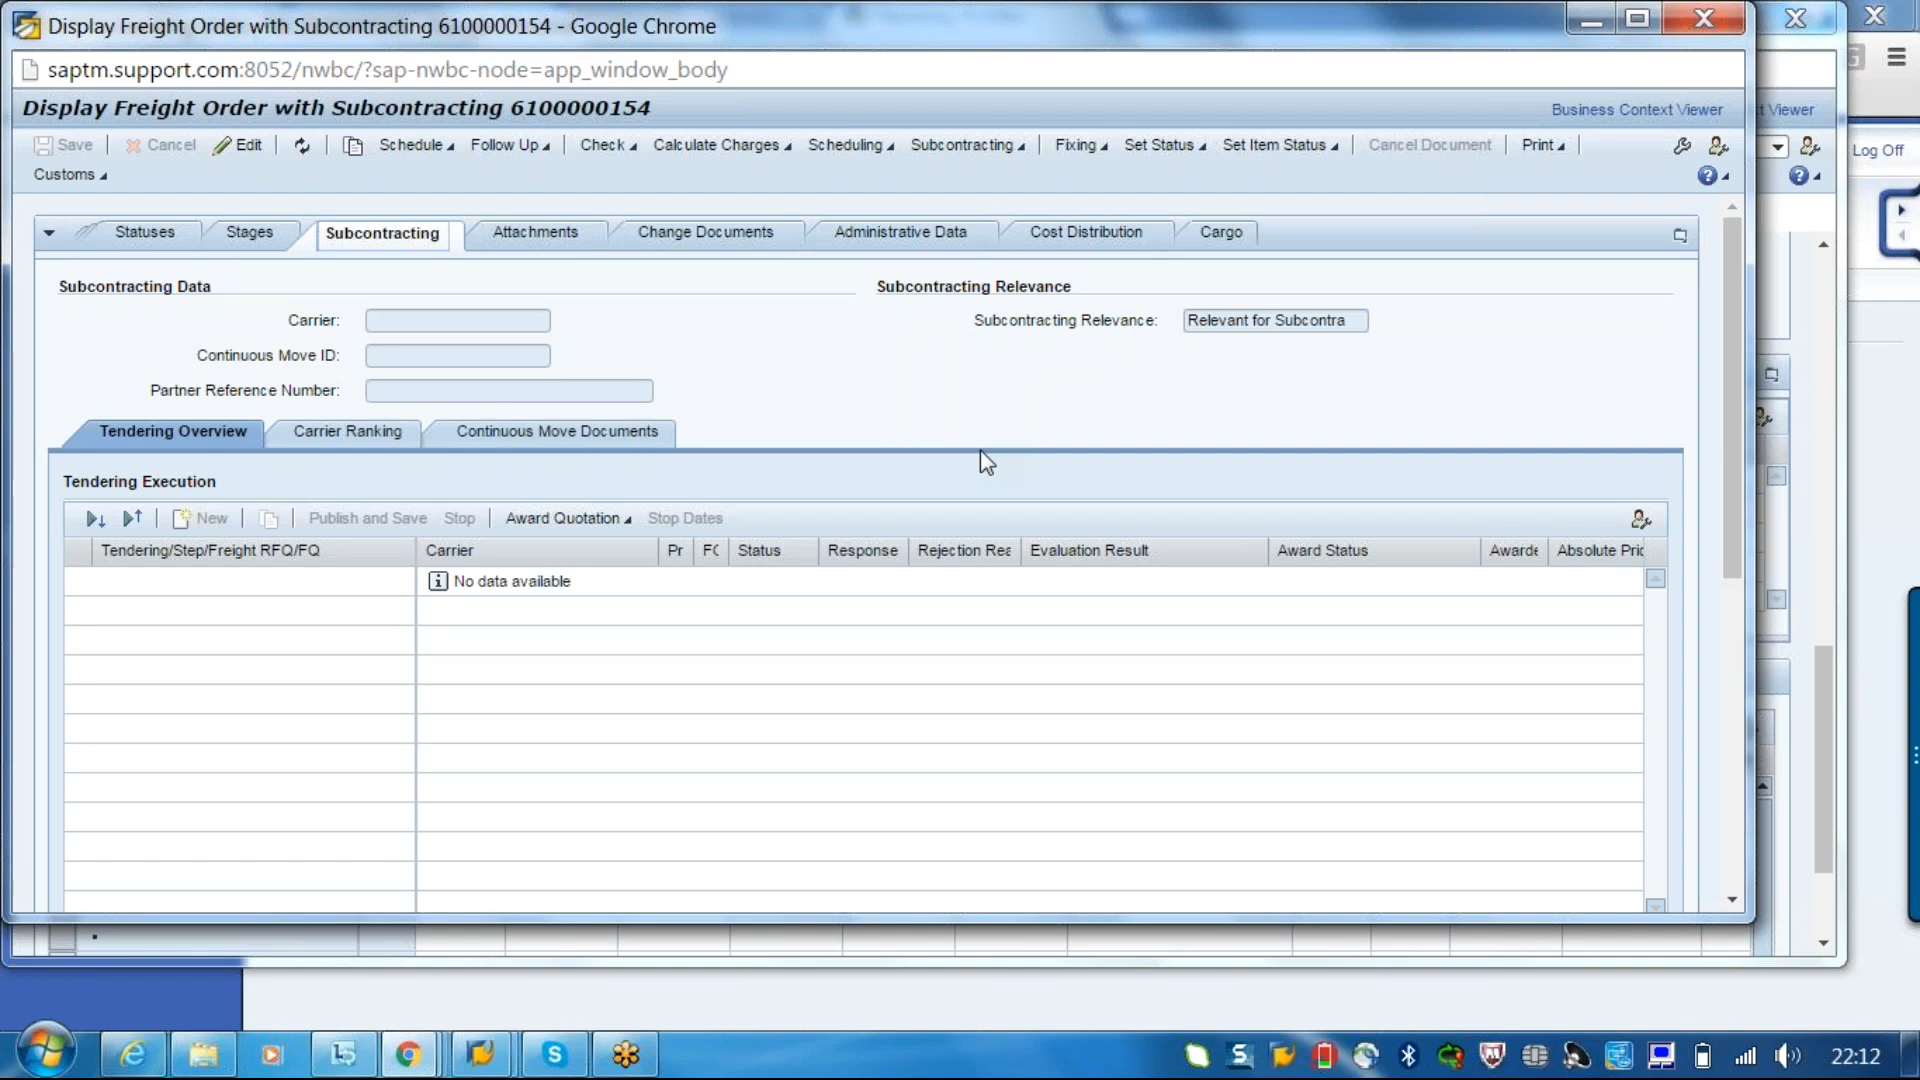 Display Freight Order with Subcontracting 6100000154 - Google Chrome
saptm.support.com:8052/nwbc/?sap-nwbc-node=app_window_body
Display Freight Order with Subcontracting 6100000154
Business Context Viewer
t Viewer
Save Cancel Edit Schedule Follow Up Check Calculate Charges Scheduling Subcontracting Fixing Set Status Set Item Status Cancel Document Print
Log Off
Customs
Statuses Stages Subcontracting Attachments Change Documents Administrative Data Cost Distribution Cargo
Subcontracting Data
Subcontracting Relevance
Carrier:
Subcontracting Relevance: Relevant for Subcontra
Continuous Move ID:
Partner Reference Number:
Tendering Overview Carrier Ranking Continuous Move Documents
Tendering Execution
New Publish and Save Stop Award Quotation Stop Dates
Tendering/Step/Freight RFQ/FQ Carrier Pr FC Status Response Rejection Rea Evaluation Result Award Status Awarde Absolute Pric
No data available
22:12